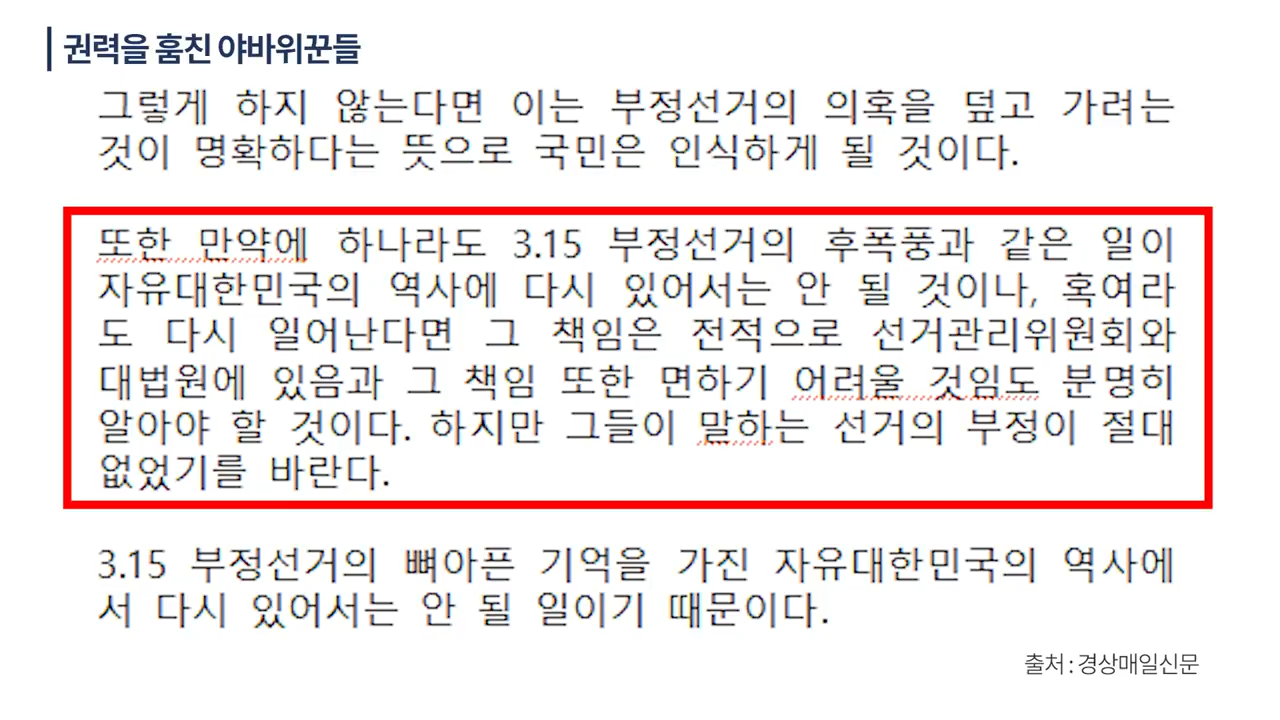 권력을 훔친 야바위꾼들
그렇게 하지 않는다면 이는 부정선거의 의혹을 덮고 가려는
것이 명확하다는 뜻으로 국민은 인식하게 될 것이다.
또한 만약에 하나라도 3.15 부정선거의 후폭풍과 같은 일이
자유대한민국의 역사에 다시 있어서는 안 될 것이나, 혹여라
도 다시 일어난다면 그 책임은 전적으로 선거관리위원회와
대법원에 있음과 그 책임 또한 면하기 어려울 것임도 분명히
알아야 할 것이다. 하지만 그들이 말하는 선거의 부정이 절대
없었기를 바란다.
3.15 부정선거의 뼈아픈 기억을 가진 자유대한민국의 역사에
서 다시 있어서는 안 될 일이기 때문이다.
출처 : 경상매일신문